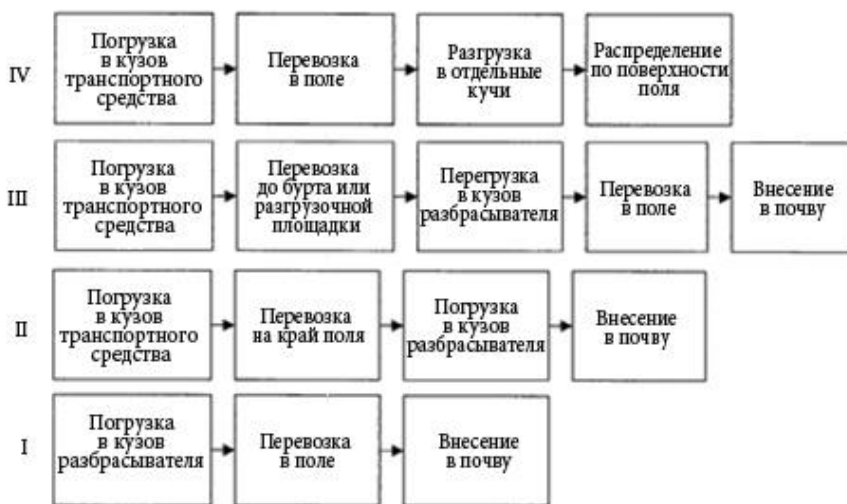 IV
Погрузка
в кузов
транспортного
средства
Перевозка
в поле
Разгрузка
в отдельные
кучи
Распределение
по поверхности
поля
III
Погрузка
в кузов
транспортного
средства
Перевозка
до бурта или
разгрузочной
площадки
Перегрузка
в кузов
разбрасывателя
Перевозка
в поле
Внесение
в почву
II
Погрузка
в кузов
транспортного
средства
Перевозка
на край поля
Погрузка
в кузов
разбрасывателя
Внесение
в почву
I
Погрузка
в кузов
разбрасывателя
Перевозка
в поле
Внесение
в почву